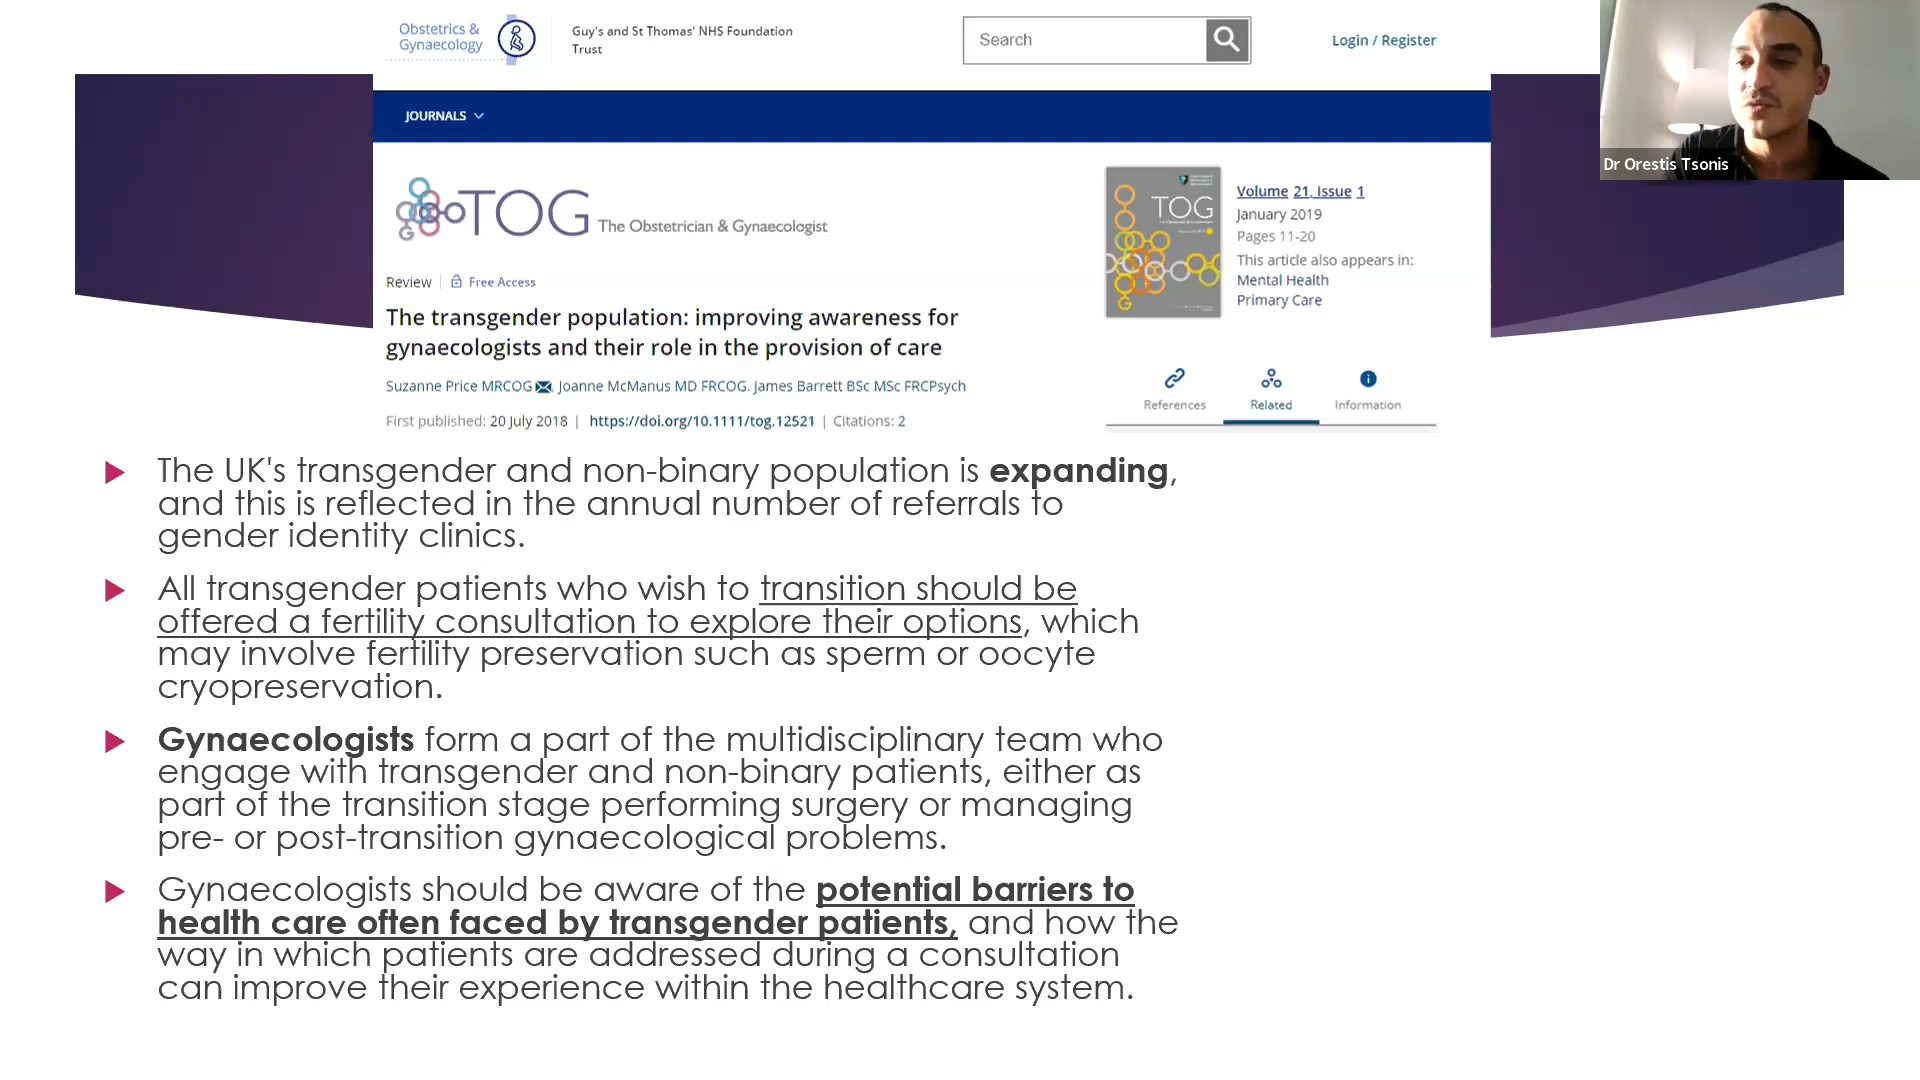 Obstetrics &
Gynaecology
Guy's and St Thomas' NHS Foundation
Trust
Search
Login / Register
JOURNALS
TOG The Obstetrician & Gynaecologist
TOG
Volume 21, Issue 1
January 2019
Pages 11-20
This article also appears in:
Mental Health
Primary Care
Dr Orestis Tsonis
Review
Free Access
The transgender population: improving awareness for
gynaecologists and their role in the provision of care
Suzanne Price MRCOG, Joanne McManus MD FRCOG, James Barrett BSc MSc FRCPsych
First published: 20 July 2018 | https://doi.org/10.1111/tog.12521 | Citations: 2
References
Related
Information
The UK's transgender and non-binary population is expanding,
and this is reflected in the annual number of referrals to
gender identity clinics.
All transgender patients who wish to transition should be
offered a fertility consultation to explore their options, which
may involve fertility preservation such as sperm or oocyte
cryopreservation.
Gynaecologists form a part of the multidisciplinary team who
engage with transgender and non-binary patients, either as
part of the transition stage performing surgery or managing
pre- or post-transition gynaecological problems.
Gynaecologists should be aware of the potential barriers to
health care often faced by transgender patients, and how the
way in which patients are addressed during a consultation
can improve their experience within the healthcare system.